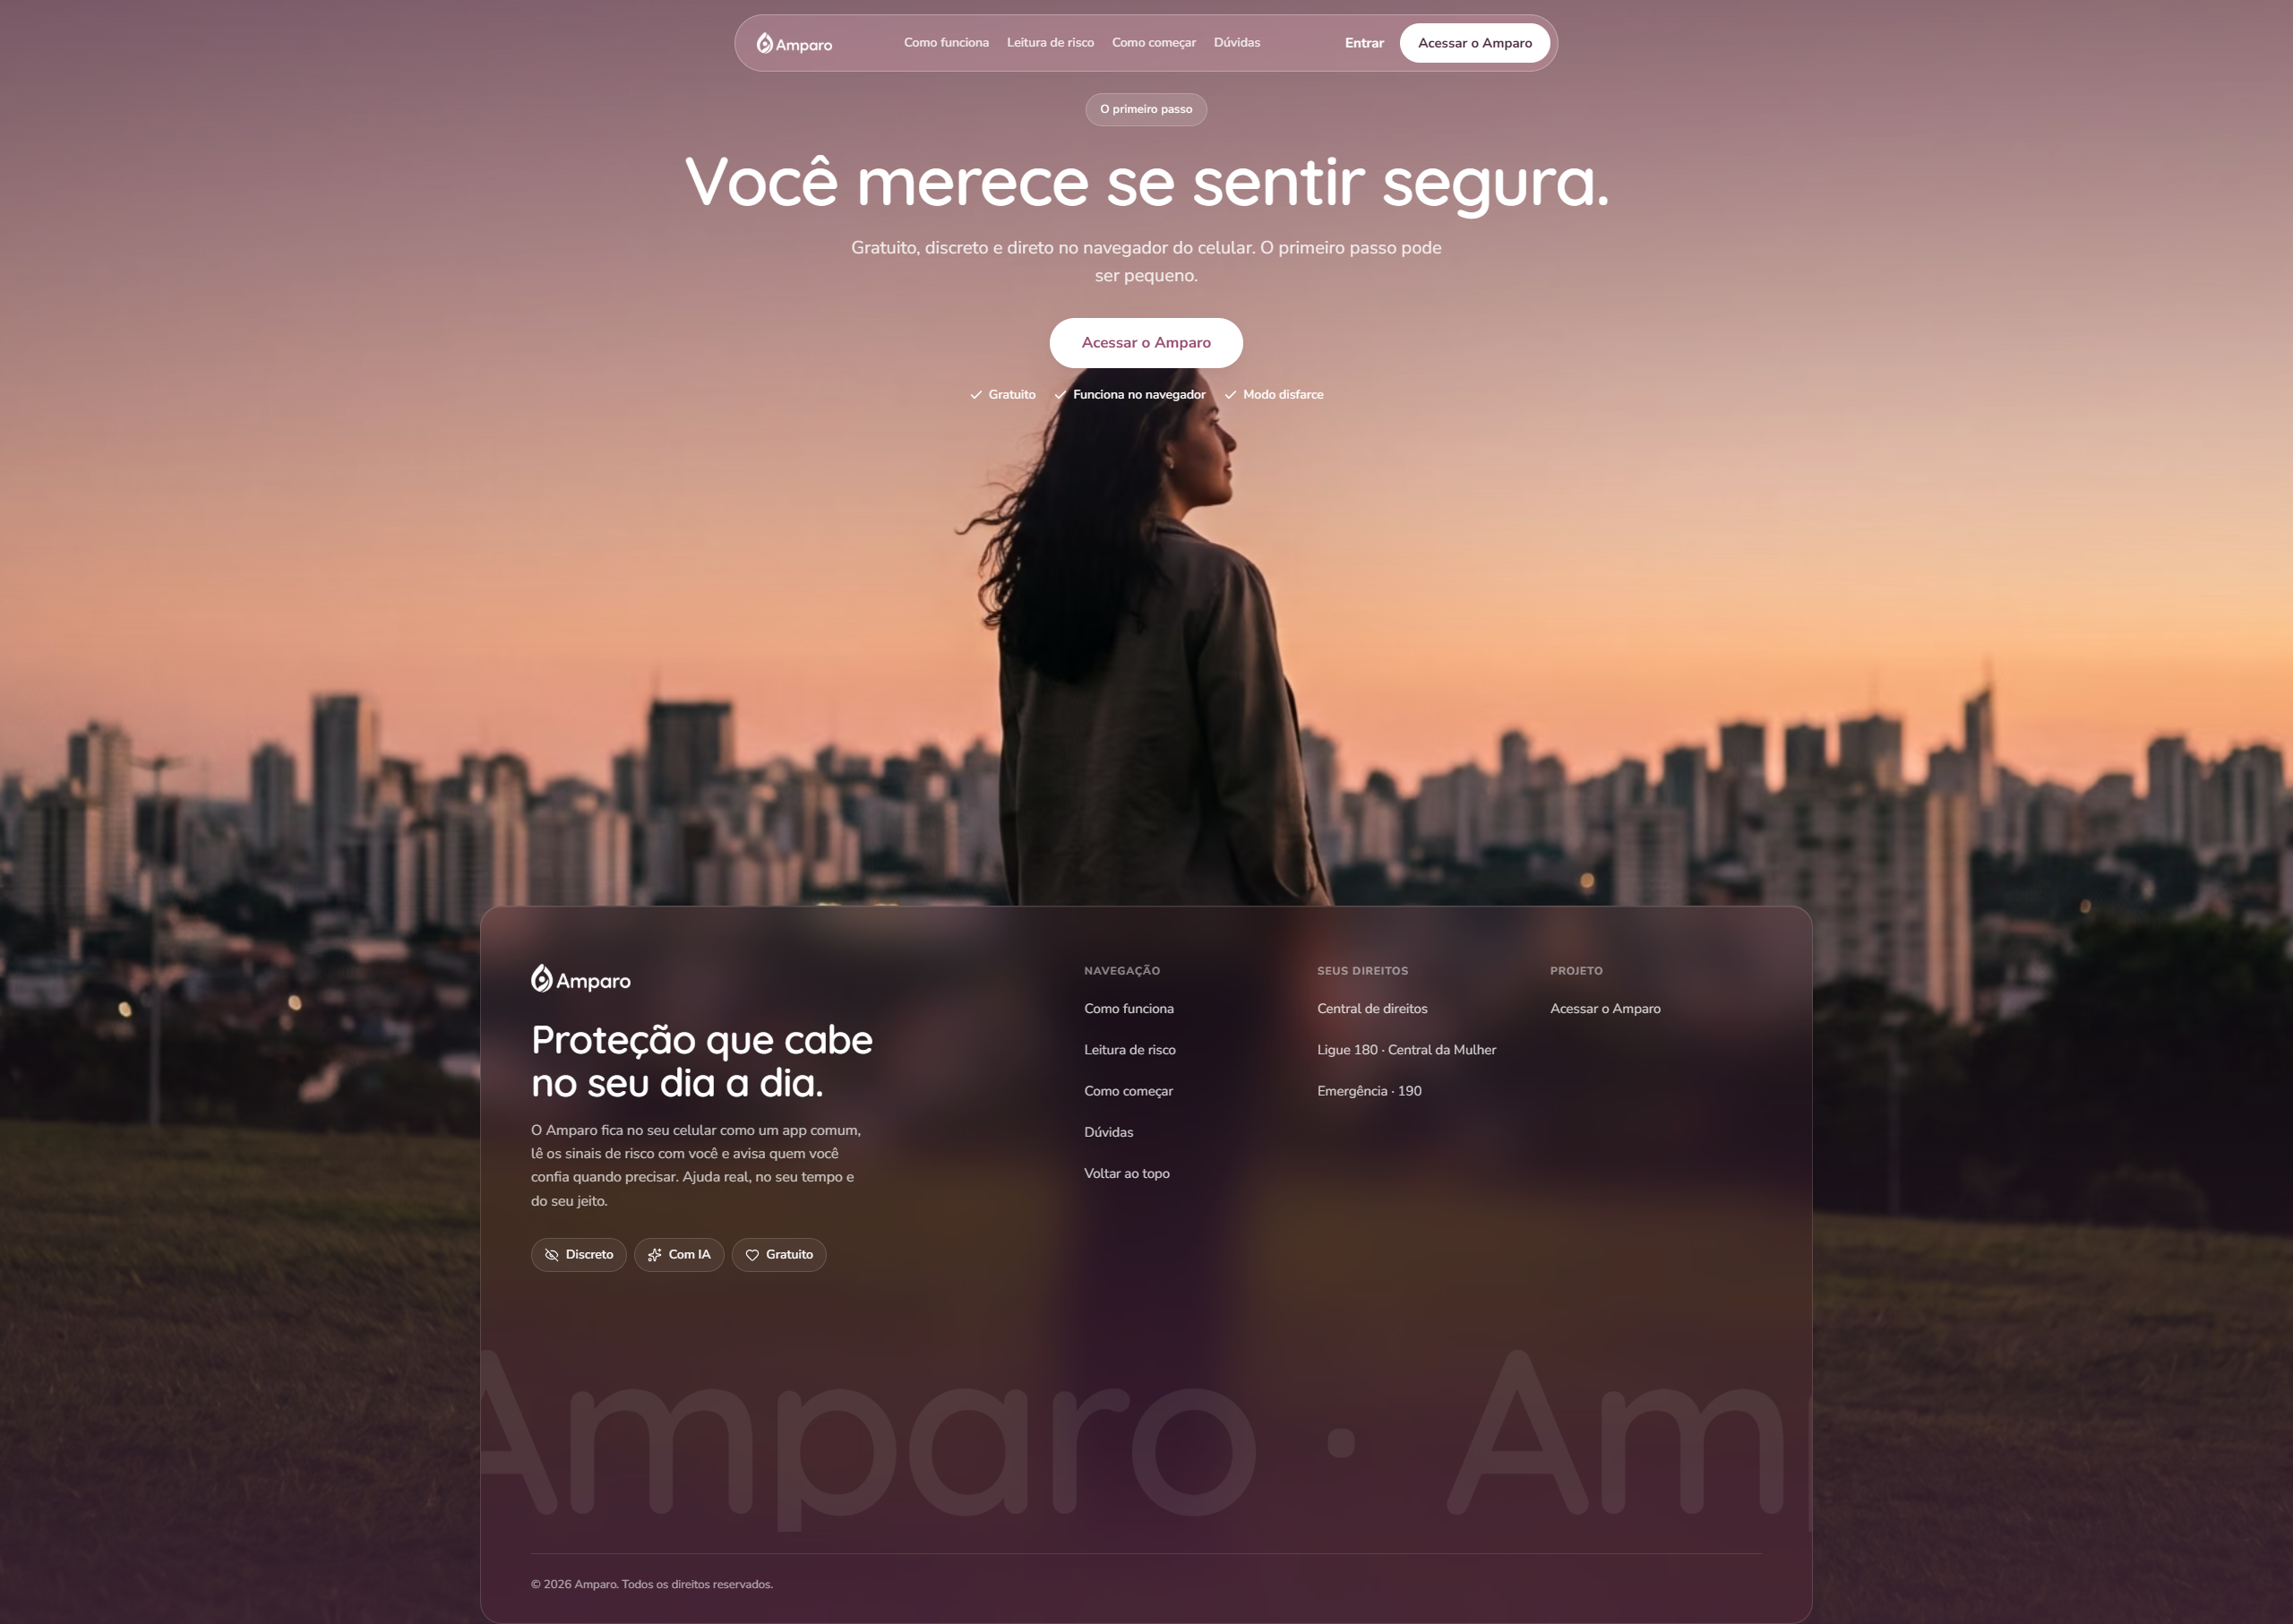 Amparo
Como funciona
Leitura de risco
Como começar
Dúvidas
Entrar
Acessar o Amparo
O primeiro passo
Você merece se sentir segura.
Gratuito, discreto e direto no navegador do celular. O primeiro passo pode
ser pequeno.
Acessar o Amparo
Gratuito
Funciona no navegador
Modo disfarce
Amparo
Proteção que cabe
no seu dia a dia.
O Amparo fica no seu celular como um app comum,
lê os sinais de risco com você e avisa quem você
confia quando precisar. Ajuda real, no seu tempo e
do seu jeito.
Discreto
Com IA
Gratuito
NAVEGAÇÃO
Como funciona
Leitura de risco
Como começar
Dúvidas
Voltar ao topo
SEUS DIREITOS
Central de direitos
Ligue 180 · Central da Mulher
Emergência · 190
PROJETO
Acessar o Amparo
Amparo · Am
© 2026 Amparo. Todos os direitos reservados.